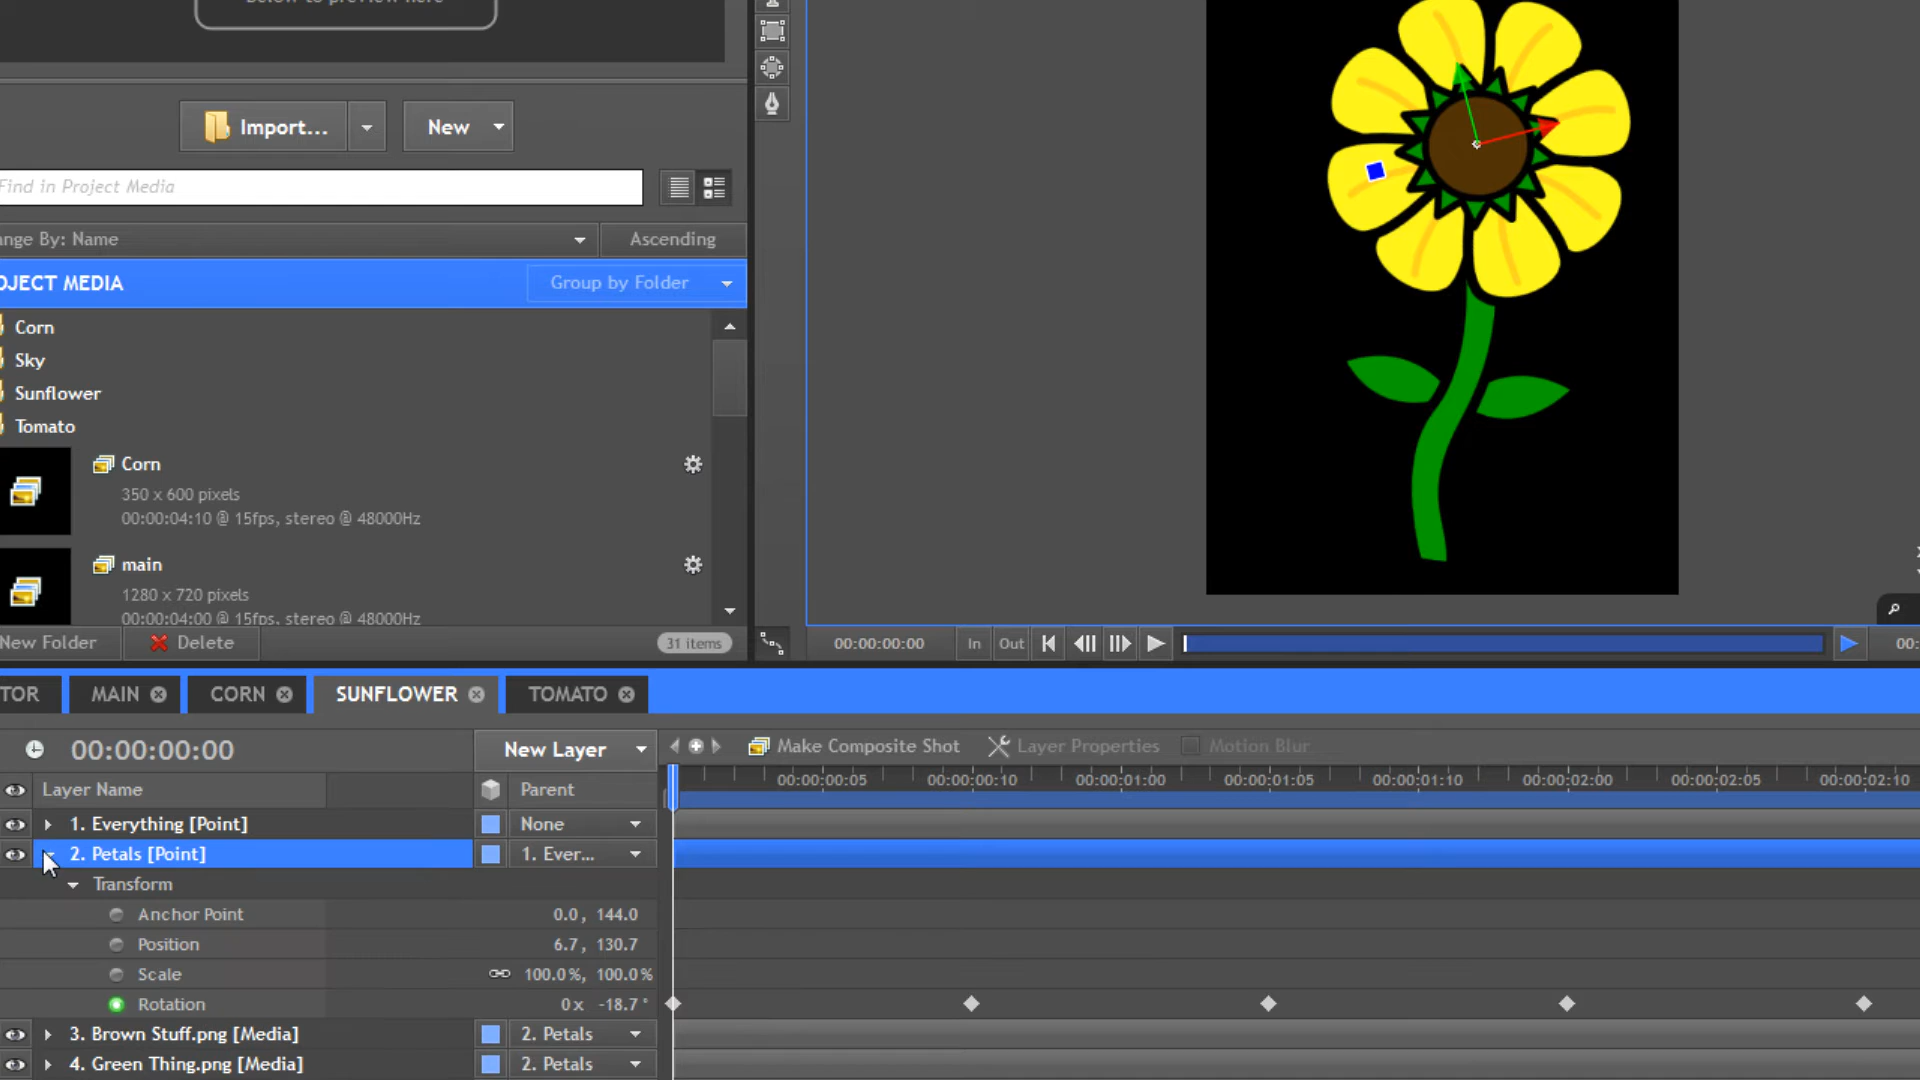 below to preview here
Import...
New
Find in Project Media
nge By: Name
Ascending
OJECT MEDIA
Group by Folder
Corn
Sky
Sunflower
Tomato
Corn
350 x 600 pixels
00:00:04:10 @ 15fps, stereo @ 48000Hz
main
1280 x 720 pixels
00:00:04:00 @ 15fps, stereo @ 48000Hz
New Folder
Delete
31 items
00:00:00:00
In
Out
00:
TOR
MAIN
CORN
SUNFLOWER
TOMATO
00:00:00:00
New Layer
Make Composite Shot
Layer Properties
Motion Blur
Layer Name
Parent
00:00:00:05
00:00:00:10
00:00:01:00
00:00:01:05
00:00:01:10
00:00:02:00
00:00:02:05
00:00:02:10
1. Everything [Point]
None
2. Petals [Point]
1. Ever...
Transform
Anchor Point
0.0 , 144.0
Position
6.7 , 130.7
Scale
100.0%, 100.0%
Rotation
0 x -18.7 °
3. Brown Stuff.png [Media]
2. Petals
4. Green Thing.png [Media]
2. Petals